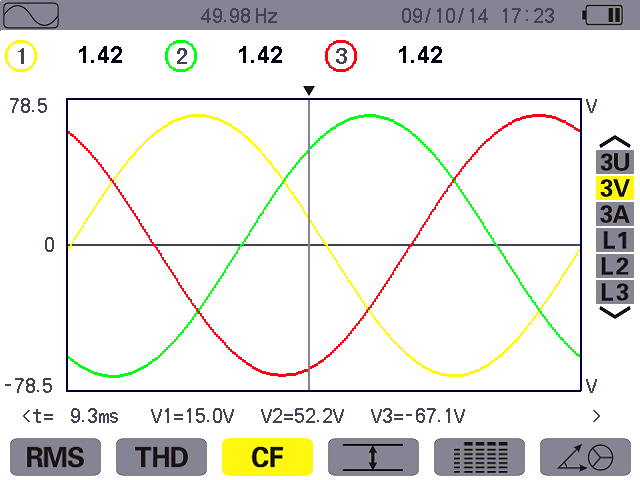 49.98 Hz 09/10/14 17:23
1 1.42 2 1.42 3 1.42
78.5 V
3U
3V
3A
0 L1
L2
L3
-78.5 V
<t= 9.3ms V1=15.0V V2=52.2V V3=-67.1V >
RMS THD CF